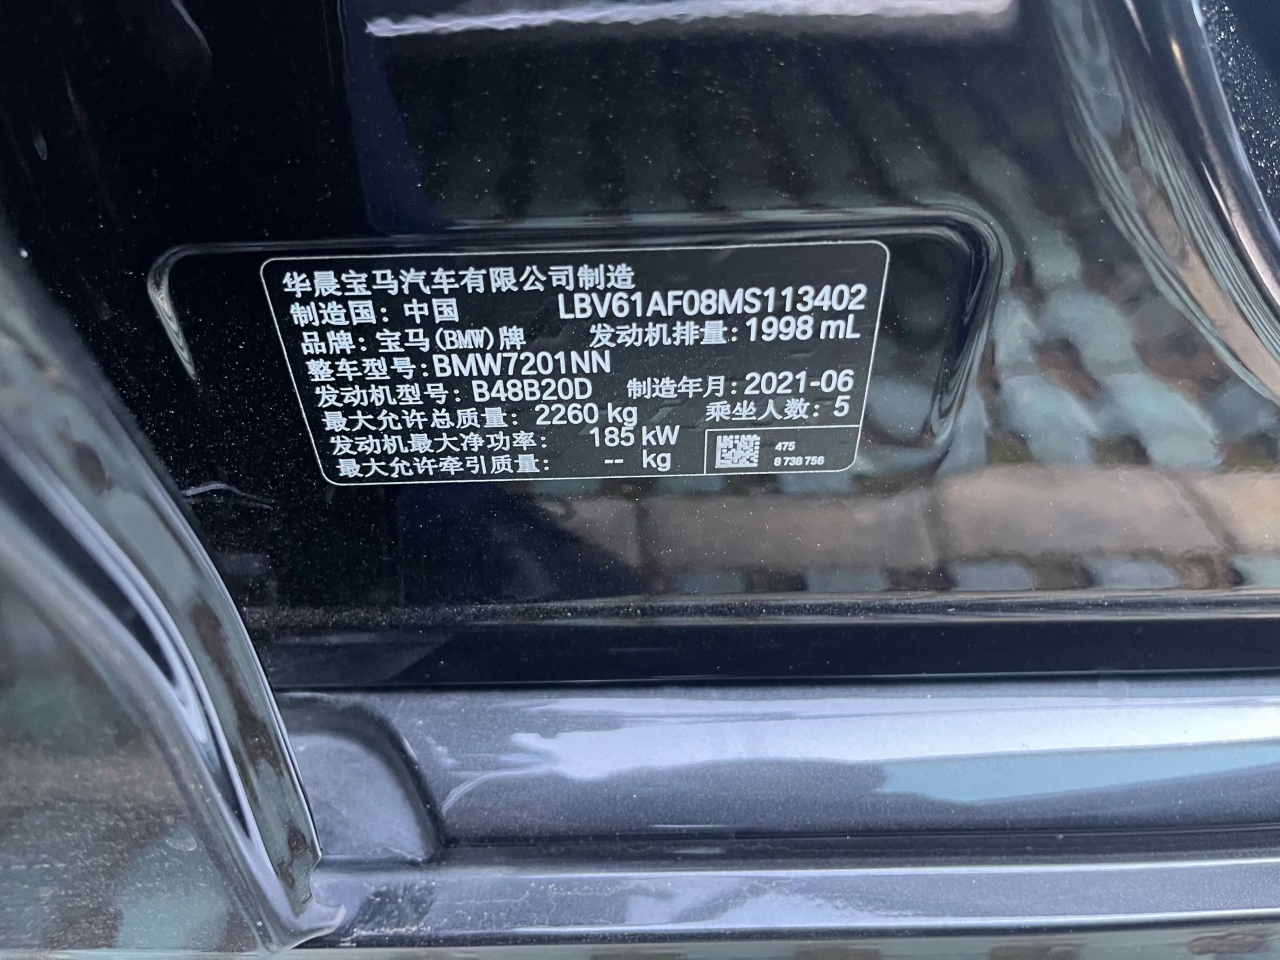 华晨宝马汽车有限公司制造
制造国: 中国 LBV61AF08MS113402
品牌: 宝马(BMW)牌 发动机排量: 1998 mL
整车型号: BMW7201NN
发动机型号: B48B20D 制造年月: 2021-06
最大允许总质量: 2260 kg 乘坐人数: 5
发动机最大净功率: 185 kW
最大允许牵引质量: -- kg
475
8 738 756